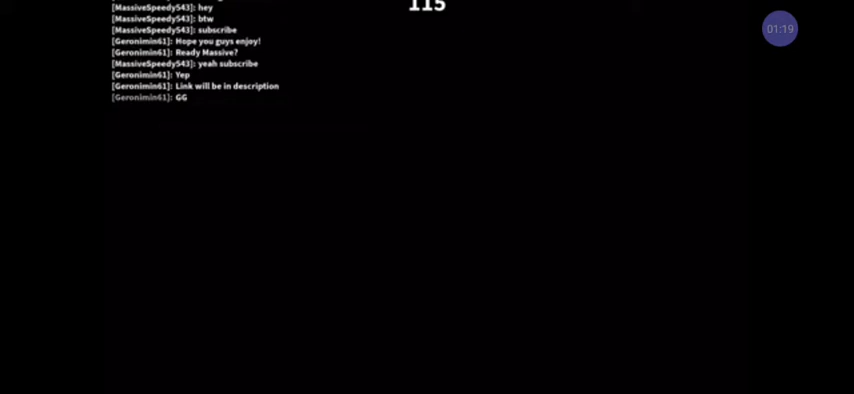 115
01:19
[MassiveSpeedy543]: hey
[MassiveSpeedy543]: btw
[MassiveSpeedy543]: subscribe
[Geronimin61]: Hope you guys enjoy!
[Geronimin61]: Ready Massive?
[MassiveSpeedy543]: yeah subscribe
[Geronimin61]: Yep
[Geronimin61]: Link will be in description
[Geronimin61]: GG